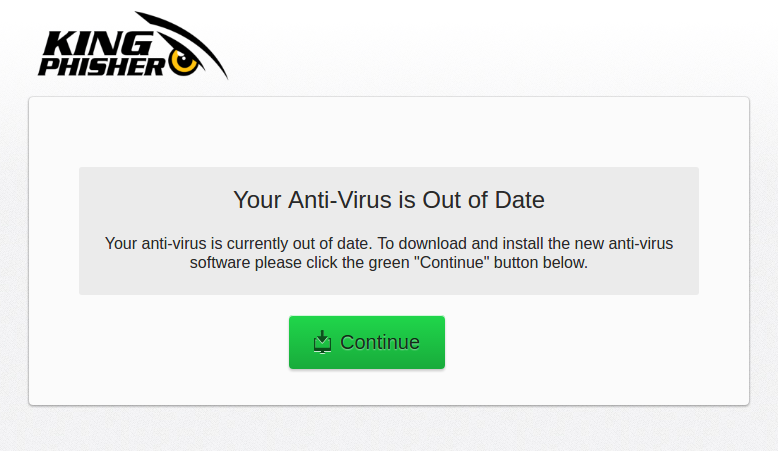 KING
PHISHER
Your Anti-Virus is Out of Date
Your anti-virus is currently out of date. To download and install the new anti-virus
software please click the green "Continue" button below.
Continue